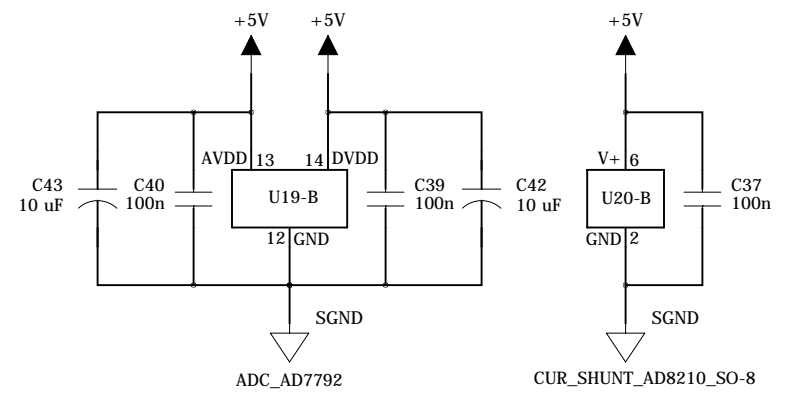 +5V +5V +5V
AVDD 13 14 DVDD V+ 6
C43 C40 U19-B C39 C42 U20-B C37
10 uF 100n 100n 10 uF 100n
12 GND GND 2
SGND SGND
ADC_AD7792 CUR_SHUNT_AD8210_SO-8